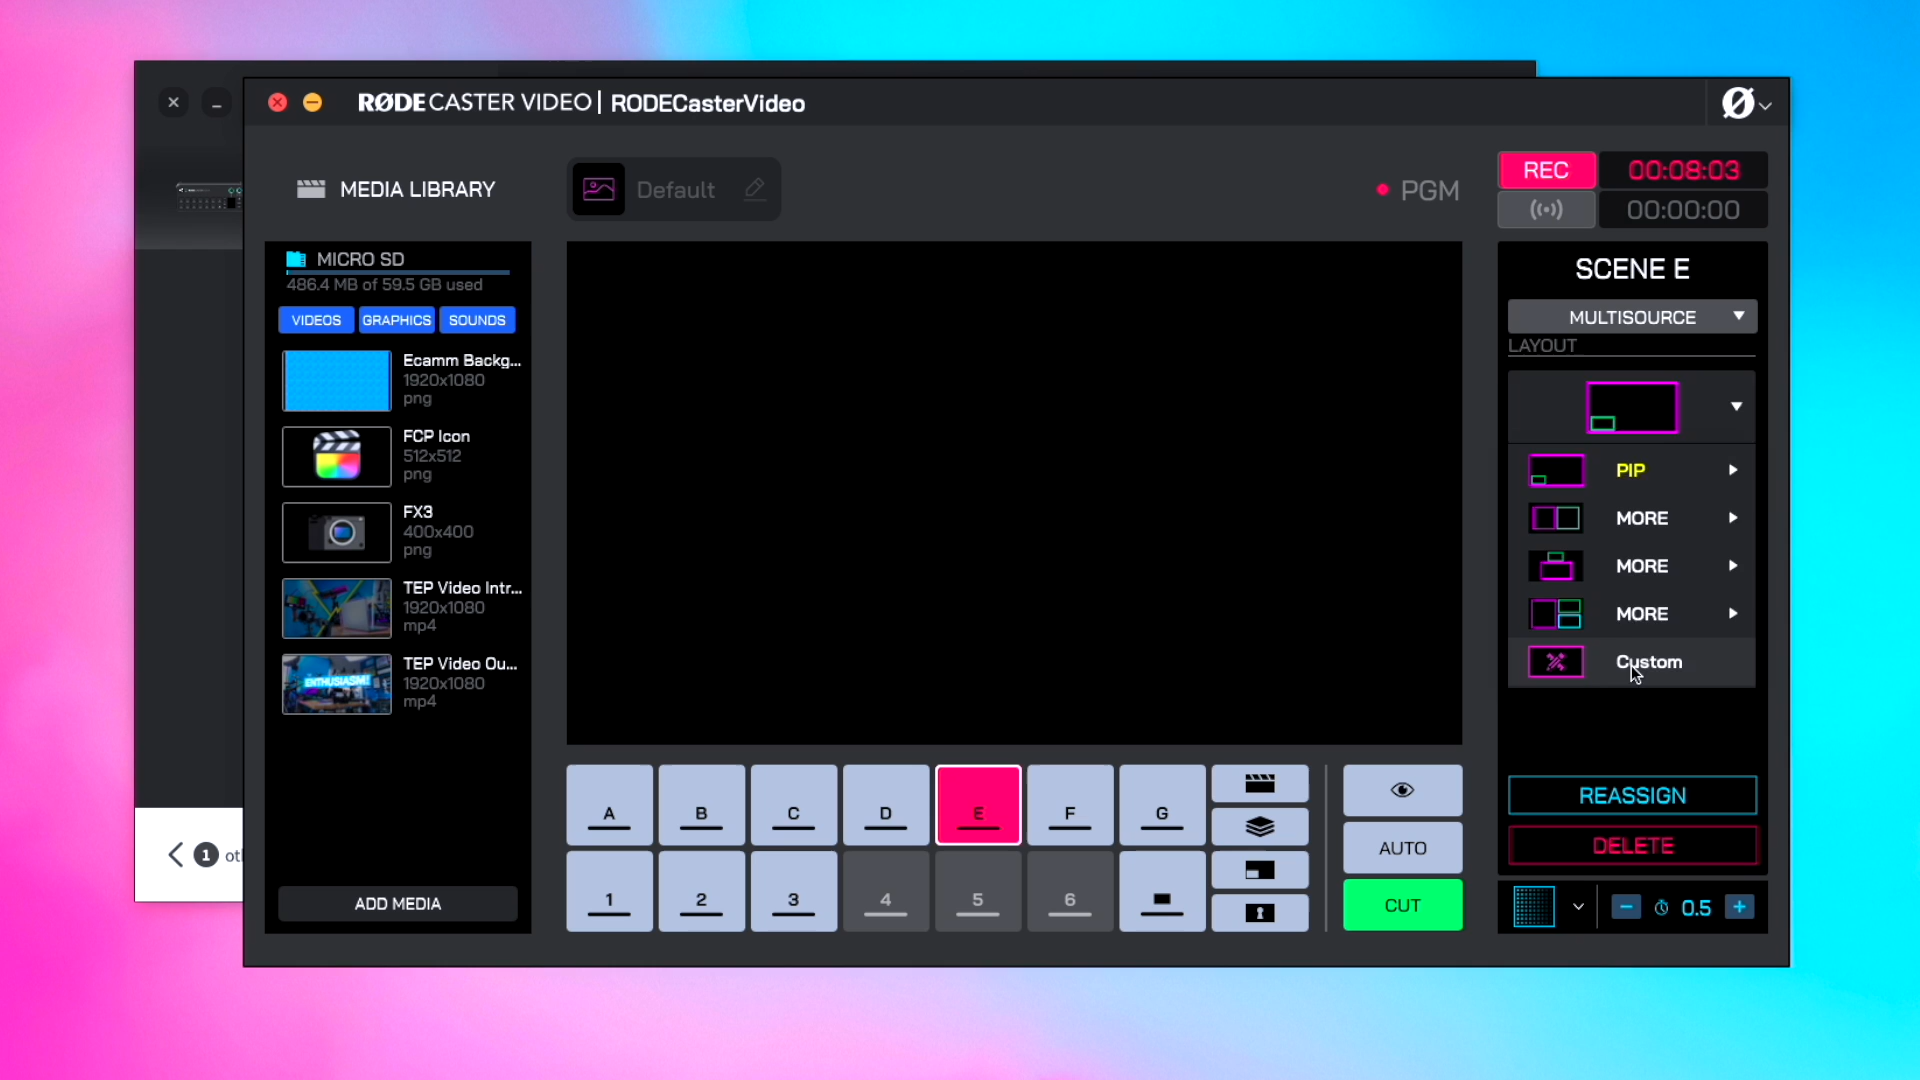 RØDECASTER VIDEO | RODECasterVideo
MEDIA LIBRARY
Default
PGM
REC
00:08:03
00:00:00
MICRO SD
486.4 MB of 59.5 GB used
VIDEOS
GRAPHICS
SOUNDS
Ecamm Backg...
1920x1080
png
FCP Icon
512x512
png
FX3
400x400
png
TEP Video Intr...
1920x1080
mp4
ENTHUSIASM!
TEP Video Ou...
1920x1080
mp4
ADD MEDIA
SCENE E
MULTISOURCE
LAYOUT
PIP
MORE
MORE
MORE
Custom
REASSIGN
DELETE
0.5
A
B
C
D
E
F
G
1
2
3
4
5
6
AUTO
CUT
1